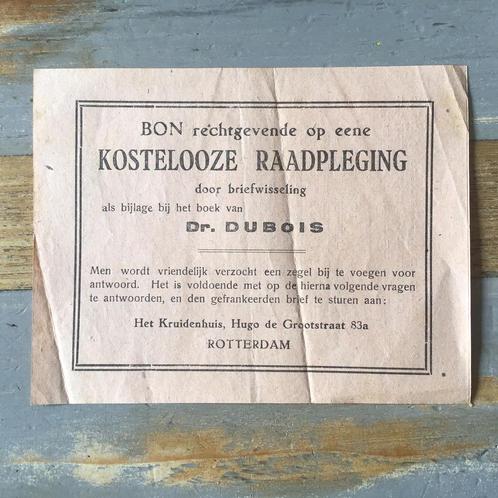 BON rechtgevende op eene
KOSTELOOZE RAADPLEGING
door briefwisseling
als bijlage bij het boek van
Dr. DUBOIS
Men wordt vriendelijk verzocht een zegel bij te voegen voor
antwoord. Het is voldoende met op de hierna volgende vragen
te antwoorden, en den gefrankeerden brief te sturen aan:
Het Kruidenhuis, Hugo de Grootstraat 83a
ROTTERDAM